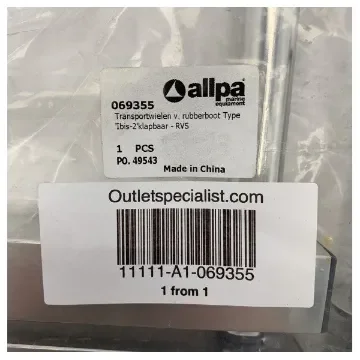 069355
allpa
marine
equipment
Transportwielen v. rubberboot Type
'Ibis-2'klapbaar - RVS
1 PCS
PO. 49543
Made in China
Outletspecialist.com
11111-A1-069355
1 from 1